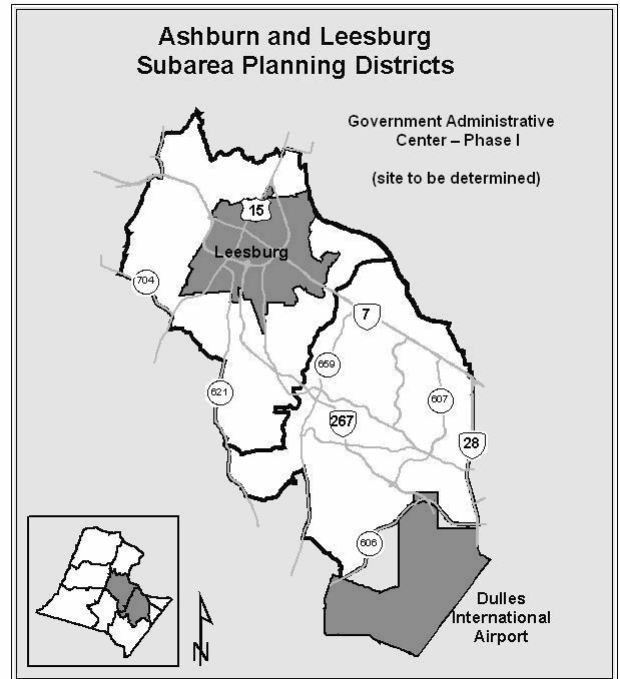 Ashburn and Leesburg
Subarea Planning Districts
Government Administrative
Center – Phase I
(site to be determined)
15
Leesburg
704
7
659
621
607
267
28
606
Dulles
International
Airport
N